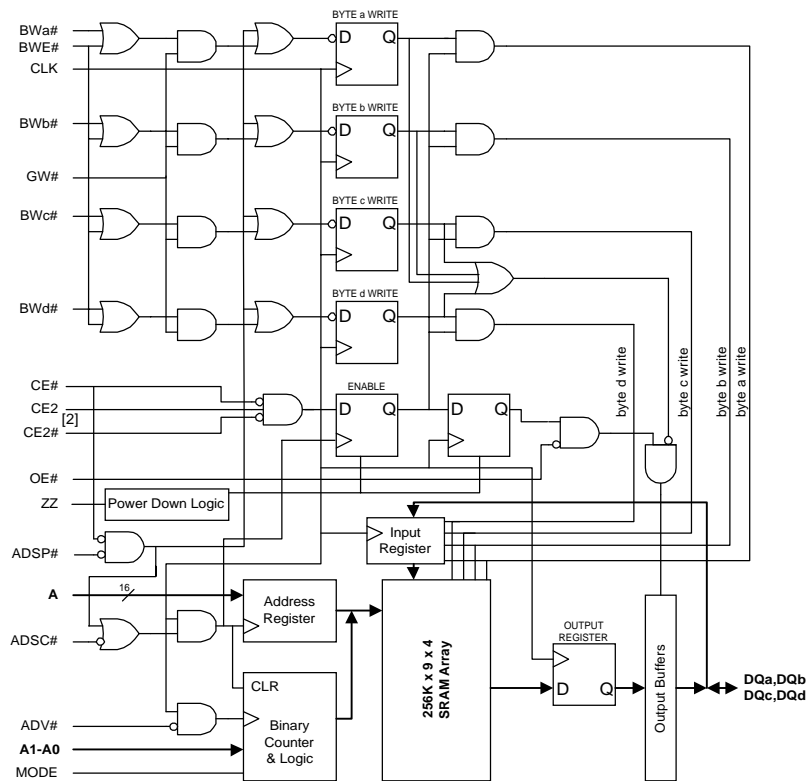 BYTE a WRITE
BWa#
BWE#
D Q
CLK
BYTE b WRITE
BWb#
D Q
GW#
BYTE c WRITE
BWc#
D Q
BYTE d WRITE
BWd#
D Q
byte d write
byte c write
byte b write
byte a write
CE#
ENABLE
CE2
D Q
D Q
[2]
CE2#
OE#
ZZ
Power Down Logic
Input
Register
ADSP#
A
16
Address
Register
ADSC#
OUTPUT
REGISTER
256K x 9 x 4
SRAM Array
D Q
Output Buffers
DQa,DQb
DQc,DQd
CLR
ADV#
Binary
Counter
& Logic
A1-A0
MODE